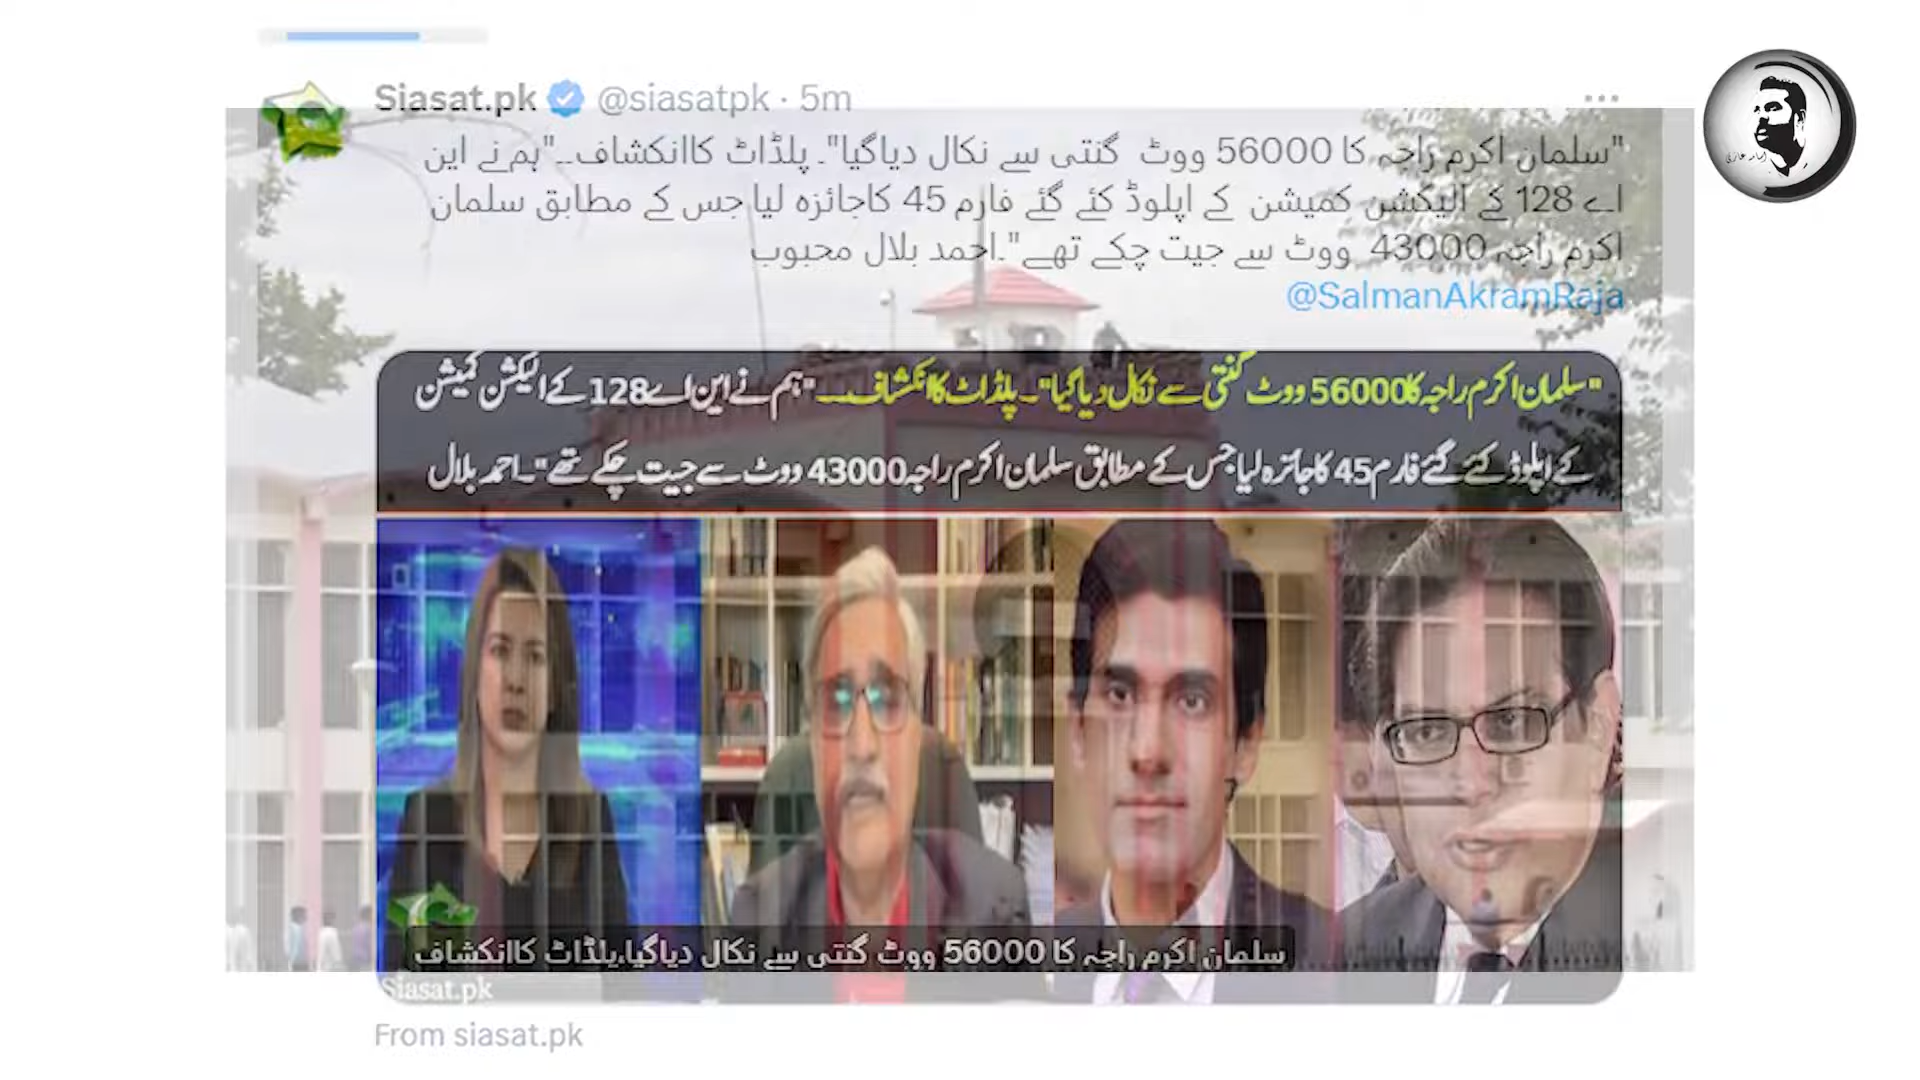 Siasat.pk @siasatpk · 5m
"سلمان اکرم راجہ کا 56000 ووٹ گنتی سے نکال دیاگیا"۔ پلڈاٹ کاانکشاف۔۔"ہم نے این
اے 128 کے الیکشن کمیشن کے اپلوڈ کئے گئے فارم 45 کاجائزہ لیا جس کے مطابق سلمان
اکرم راجہ 43000 ووٹ سے جیت چکے تھے"۔احمد بلال محبوب
@SalmanAkramRaja
"سلمان اکرم راجہ کا56000 ووٹ گنتی سے نکال دیا گیا"۔ پلڈاٹ کاانکشاف۔۔۔"ہم نے این اے128 کے الیکشن کمیشن
کے اپلوڈ کئے گئے فارم 45 کا جائزہ لیا جس کے مطابق سلمان اکرم راجہ 43000 ووٹ سے جیت چکے تھے"۔احمد بلال
سلمان اکرم راجہ کا 56000 ووٹ گنتی سے نکال دیاگیا،پلڈاٹ کاانکشاف
Siasat.pk
From siasat.pk